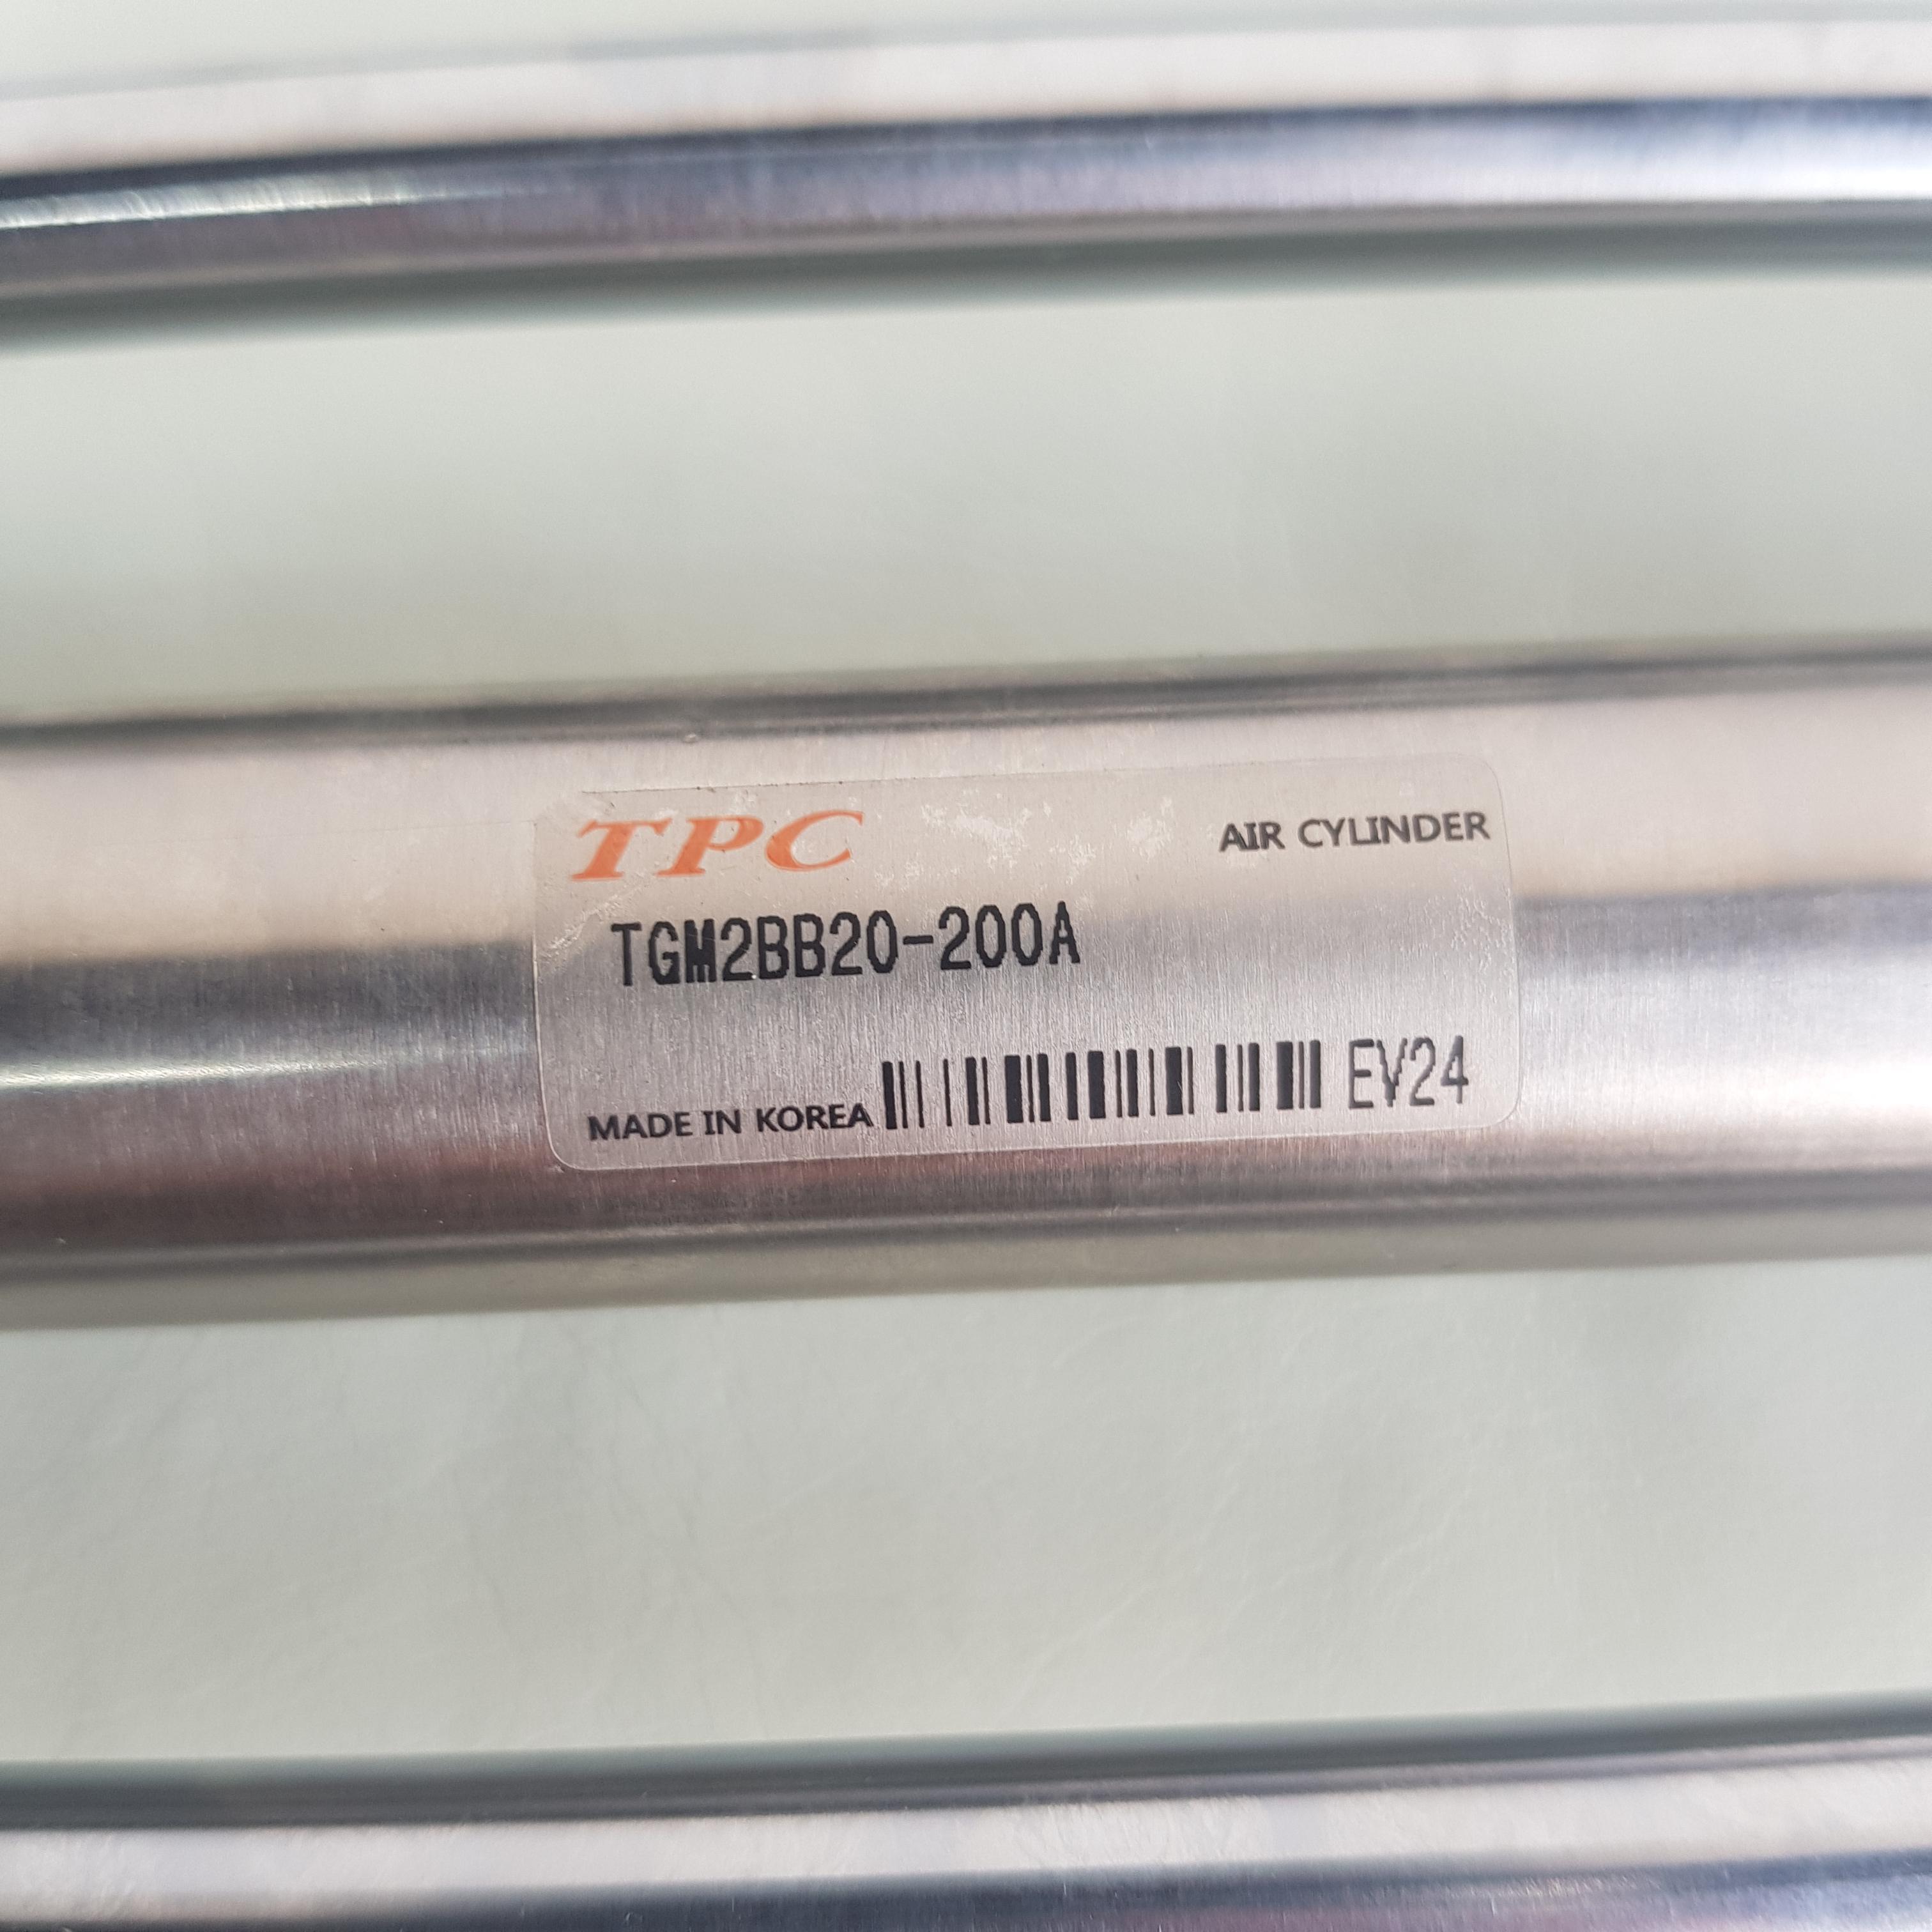 TPC AIR CYLINDER
TGM2BB20-200A
MADE IN KOREA EV24